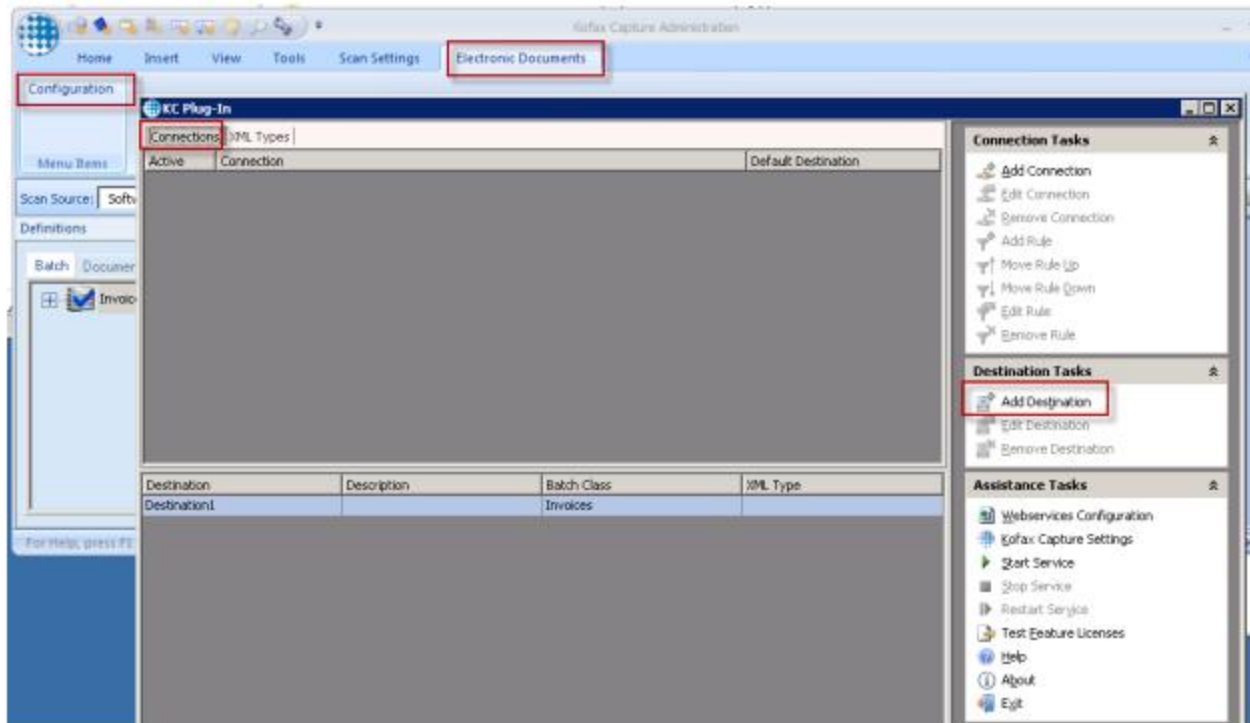 Kofax Capture Administration
Home Insert View Tools Scan Settings Electronic Documents
Configuration
Menu Items
KC Plug-In
Connections XML Types
Active Connection Default Destination
Scan Source: Softw
Definitions
Batch Documen
Invoic
For Help, press F1
Destination Description Batch Class XML Type
Destination1 Invoices
Connection Tasks
Add Connection
Edit Connection
Remove Connection
Add Rule
Move Rule Up
Move Rule Down
Edit Rule
Remove Rule
Destination Tasks
Add Destination
Edit Destination
Remove Destination
Assistance Tasks
Webservices Configuration
Kofax Capture Settings
Start Service
Stop Service
Restart Service
Test Feature Licenses
Help
About
Exit